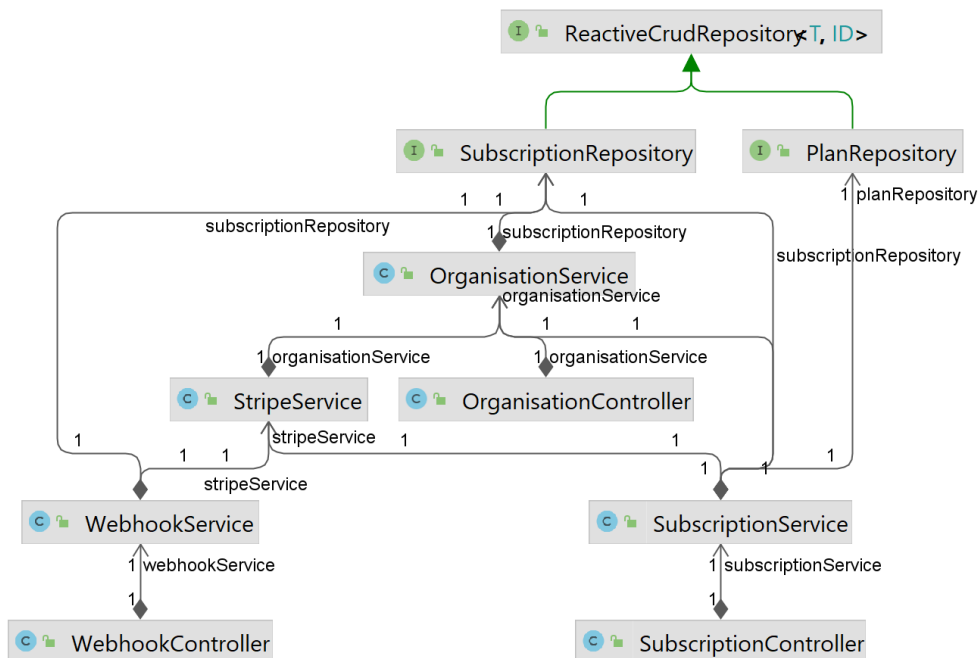 I ReactiveCrudRepository<T, ID>
I SubscriptionRepository
I PlanRepository
1 1 1 1 planRepository
subscriptionRepository 1 subscriptionRepository
subscriptionRepository
C OrganisationService
organisationService
1 1 1
1 organisationService 1 organisationService
C StripeService
C OrganisationController
1 stripeService 1 1
1 1 1 1 1
stripeService
C WebhookService
C SubscriptionService
1 webhookService
1 subscriptionService
1 1
C WebhookController
C SubscriptionController